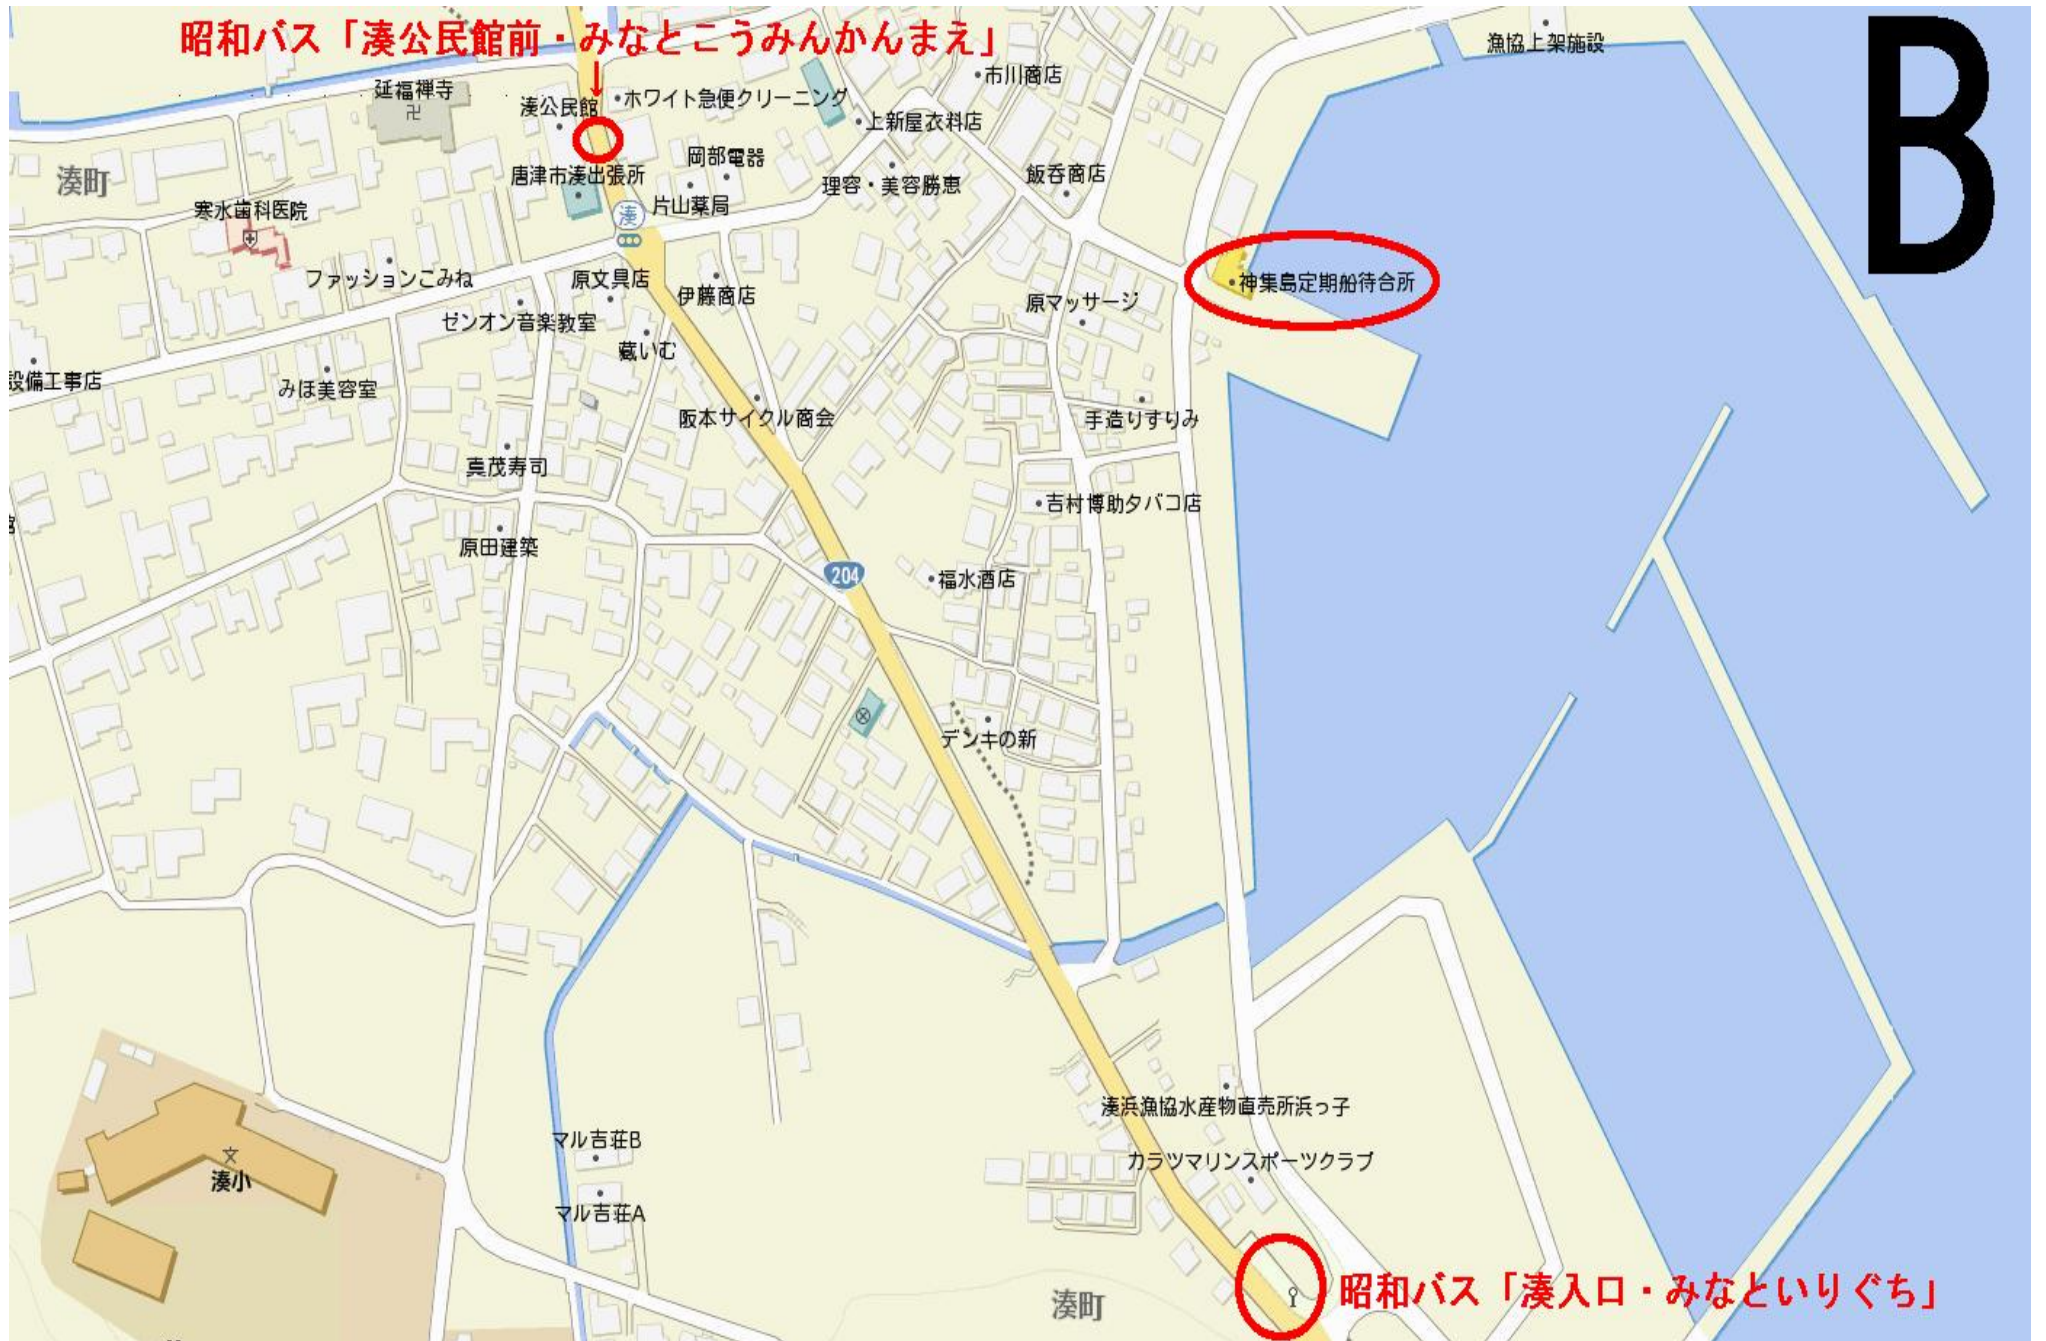 昭和バス「湊公民館前・みなとこうみんかんまえ」
↓
B
漁協上架施設
市川商店
延福禅寺
ホワイト急便クリーニング
湊公民館
上新屋衣料店
岡部電器
湊町
唐津市湊出張所
飯呑商店
理容・美容勝恵
寒水歯科医院
片山薬局
湊
ファッションこみね
原文具店
神集島定期船待合所
伊藤商店
原マッサージ
ゼンオン音楽教室
蔵いむ
設備工事店
みほ美容室
阪本サイクル商会
手造りすりみ
真茂寿司
吉村博助タバコ店
原田建築
204
福水酒店
デンキの新
湊浜漁協水産物直売所浜っ子
マル吉荘B
文
カラツマリンスポーツクラブ
湊小
マル吉荘A
昭和バス「湊入口・みなといりぐち」
湊町